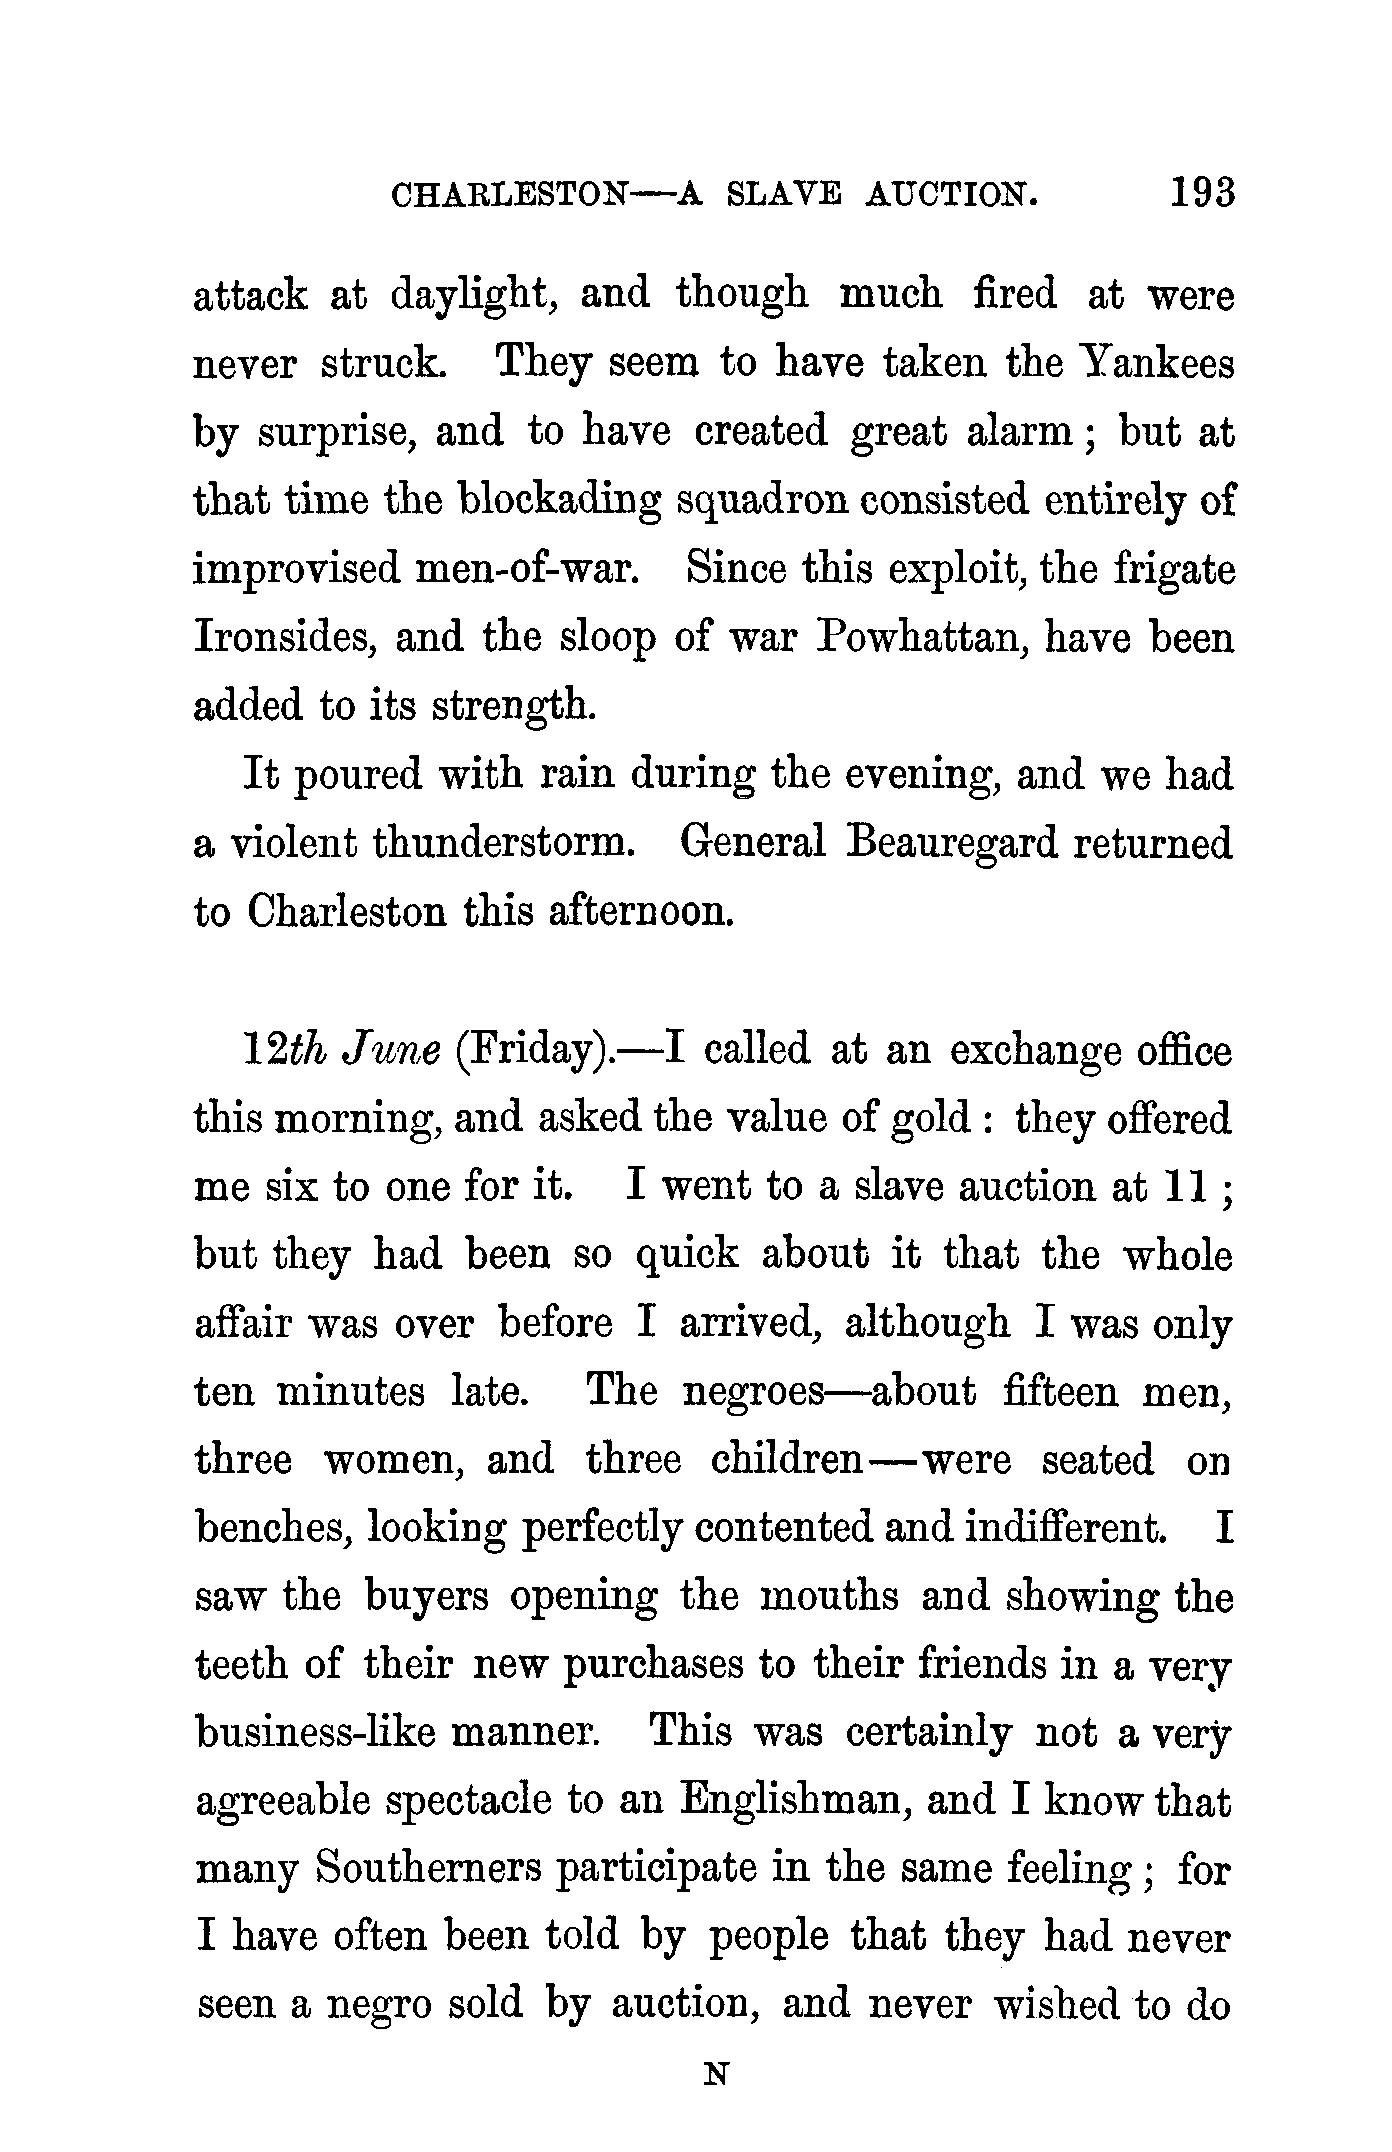 CHARLESTON—A SLAVE AUCTION. 193
attack at daylight, and though much fired at were
never struck. They seem to have taken the Yankees
by surprise, and to have created great alarm ; but at
that time the blockading squadron consisted entirely of
improvised men-of-war. Since this exploit, the frigate
Ironsides, and the sloop of war Powhattan, have been
added to its strength.
It poured with rain during the evening, and we had
a violent thunderstorm. General Beauregard returned
to Charleston this afternoon.
12th June (Friday).—I called at an exchange office
this morning, and asked the value of gold : they offered
me six to one for it. I went to a slave auction at 11 ;
but they had been so quick about it that the whole
affair was over before I arrived, although I was only
ten minutes late. The negroes—about fifteen men,
three women, and three children—were seated on
benches, looking perfectly contented and indifferent. I
saw the buyers opening the mouths and showing the
teeth of their new purchases to their friends in a very
business-like manner. This was certainly not a very
agreeable spectacle to an Englishman, and I know that
many Southerners participate in the same feeling ; for
I have often been told by people that they had never
seen a negro sold by auction, and never wished to do
N